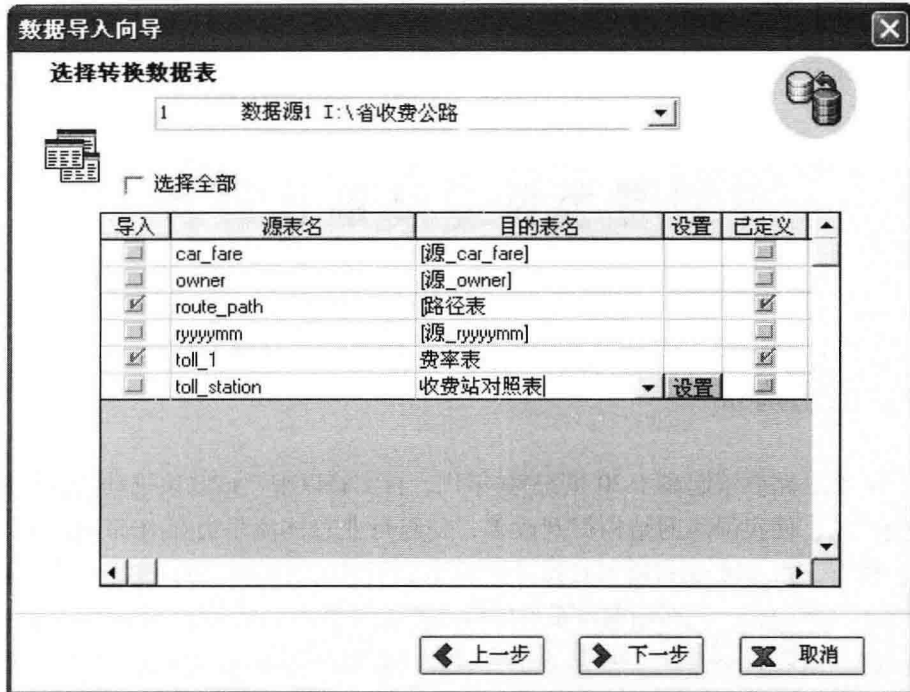 数据导入向导
选择转换数据表
1 数据源1 I:\省收费公路
选择全部
导入 源表名 目的表名 设置 已定义
car_fare [源_car_fare]
owner [源_owner]
route_path 路径表
ryyyymm [源_ryyyymm]
toll_1 费率表
toll_station 收费站对照表 设置
上一步 下一步 取消